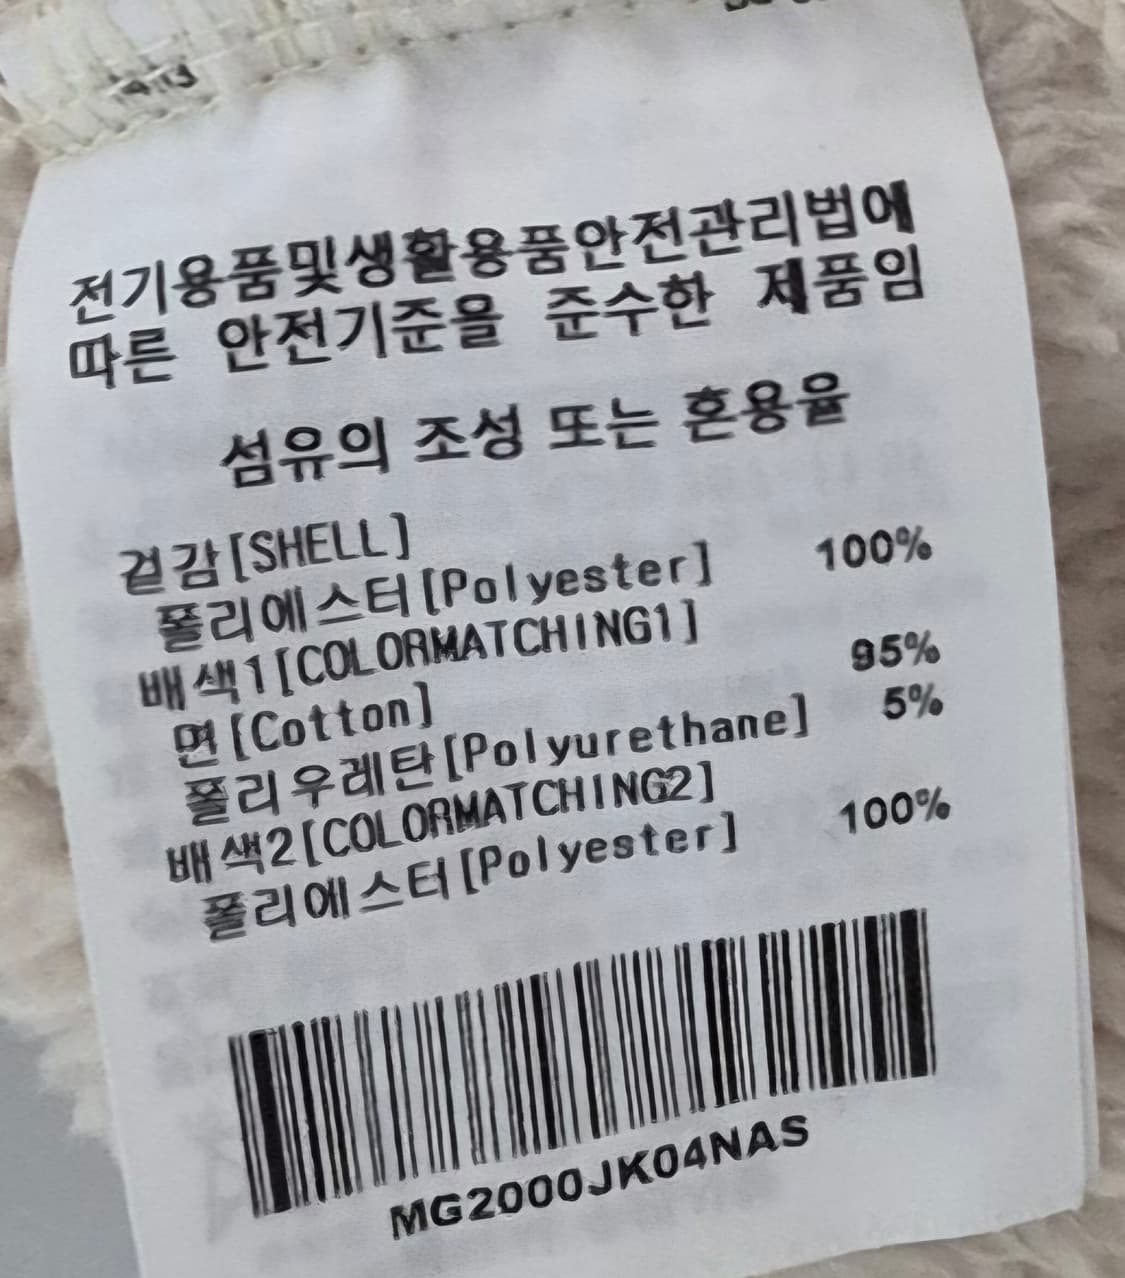 전기용품및생활용품안전관리법에
따른 안전기준을 준수한 제품임
섬유의 조성 또는 혼용율
겉감[SHELL]
폴리에스터[Polyester] 100%
배색1[COLORMATCHING1]
면[Cotton] 95%
폴리우레탄[Polyurethane] 5%
배색2[COLORMATCHING2]
폴리에스터[Polyester] 100%
MG2000JK04NAS